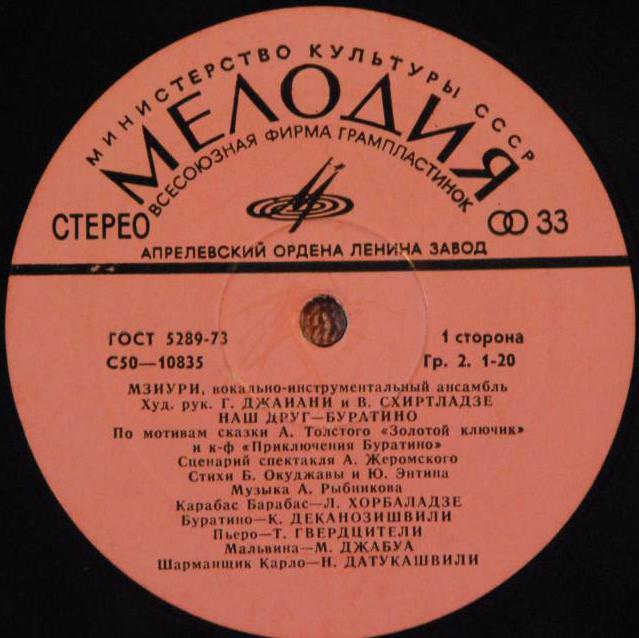 МИНИСТЕРСТВО КУЛЬТУРЫ СССР
МЕЛОДИЯ
ВСЕСОЮЗНАЯ ФИРМА ГРАМПЛАСТИНОК
СТЕРЕО
33
АПРЕЛЕВСКИЙ ОРДЕНА ЛЕНИНА ЗАВОД
ГОСТ 5289-73
1 сторона
С50—10835
Гр. 2. 1-20
МЗИУРИ, вокально-инструментальный ансамбль
Худ. рук. Г. ДЖАИАНИ и В. СХИРТЛАДЗЕ
НАШ ДРУГ—БУРАТИНО
По мотивам сказки А. Толстого «Золотой ключик»
и к-ф «Приключения Буратино»
Сценарий спектакля А. Жеромского
Стихи Б. Окуджавы и Ю. Энтина
Музыка А. Рыбникова
Карабас Барабас—Л. ХОРБАЛАДЗЕ
Буратино—К. ДЕКАНОЗИШВИЛИ
Пьеро—Т. ГВЕРДЦИТЕЛИ
Мальвина—М. ДЖАБУА
Шарманщик Карло—Н. ДАТУКАШВИЛИ